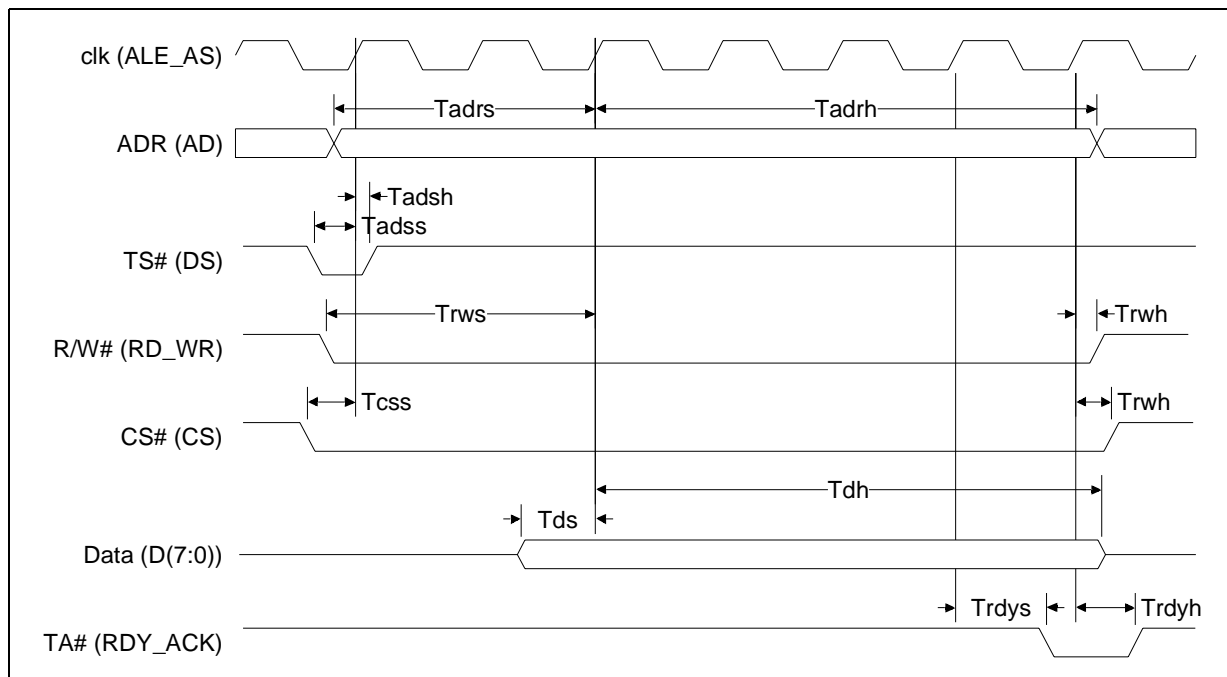 clk (ALE_AS)
Tadrs
Tadrh
ADR (AD)
Tadsh
Tadss
TS# (DS)
Trws
Trwh
R/W# (RD_WR)
Tcss
Trwh
CS# (CS)
Tdh
Tds
Data (D(7:0))
Trdys
Trdyh
TA# (RDY_ACK)